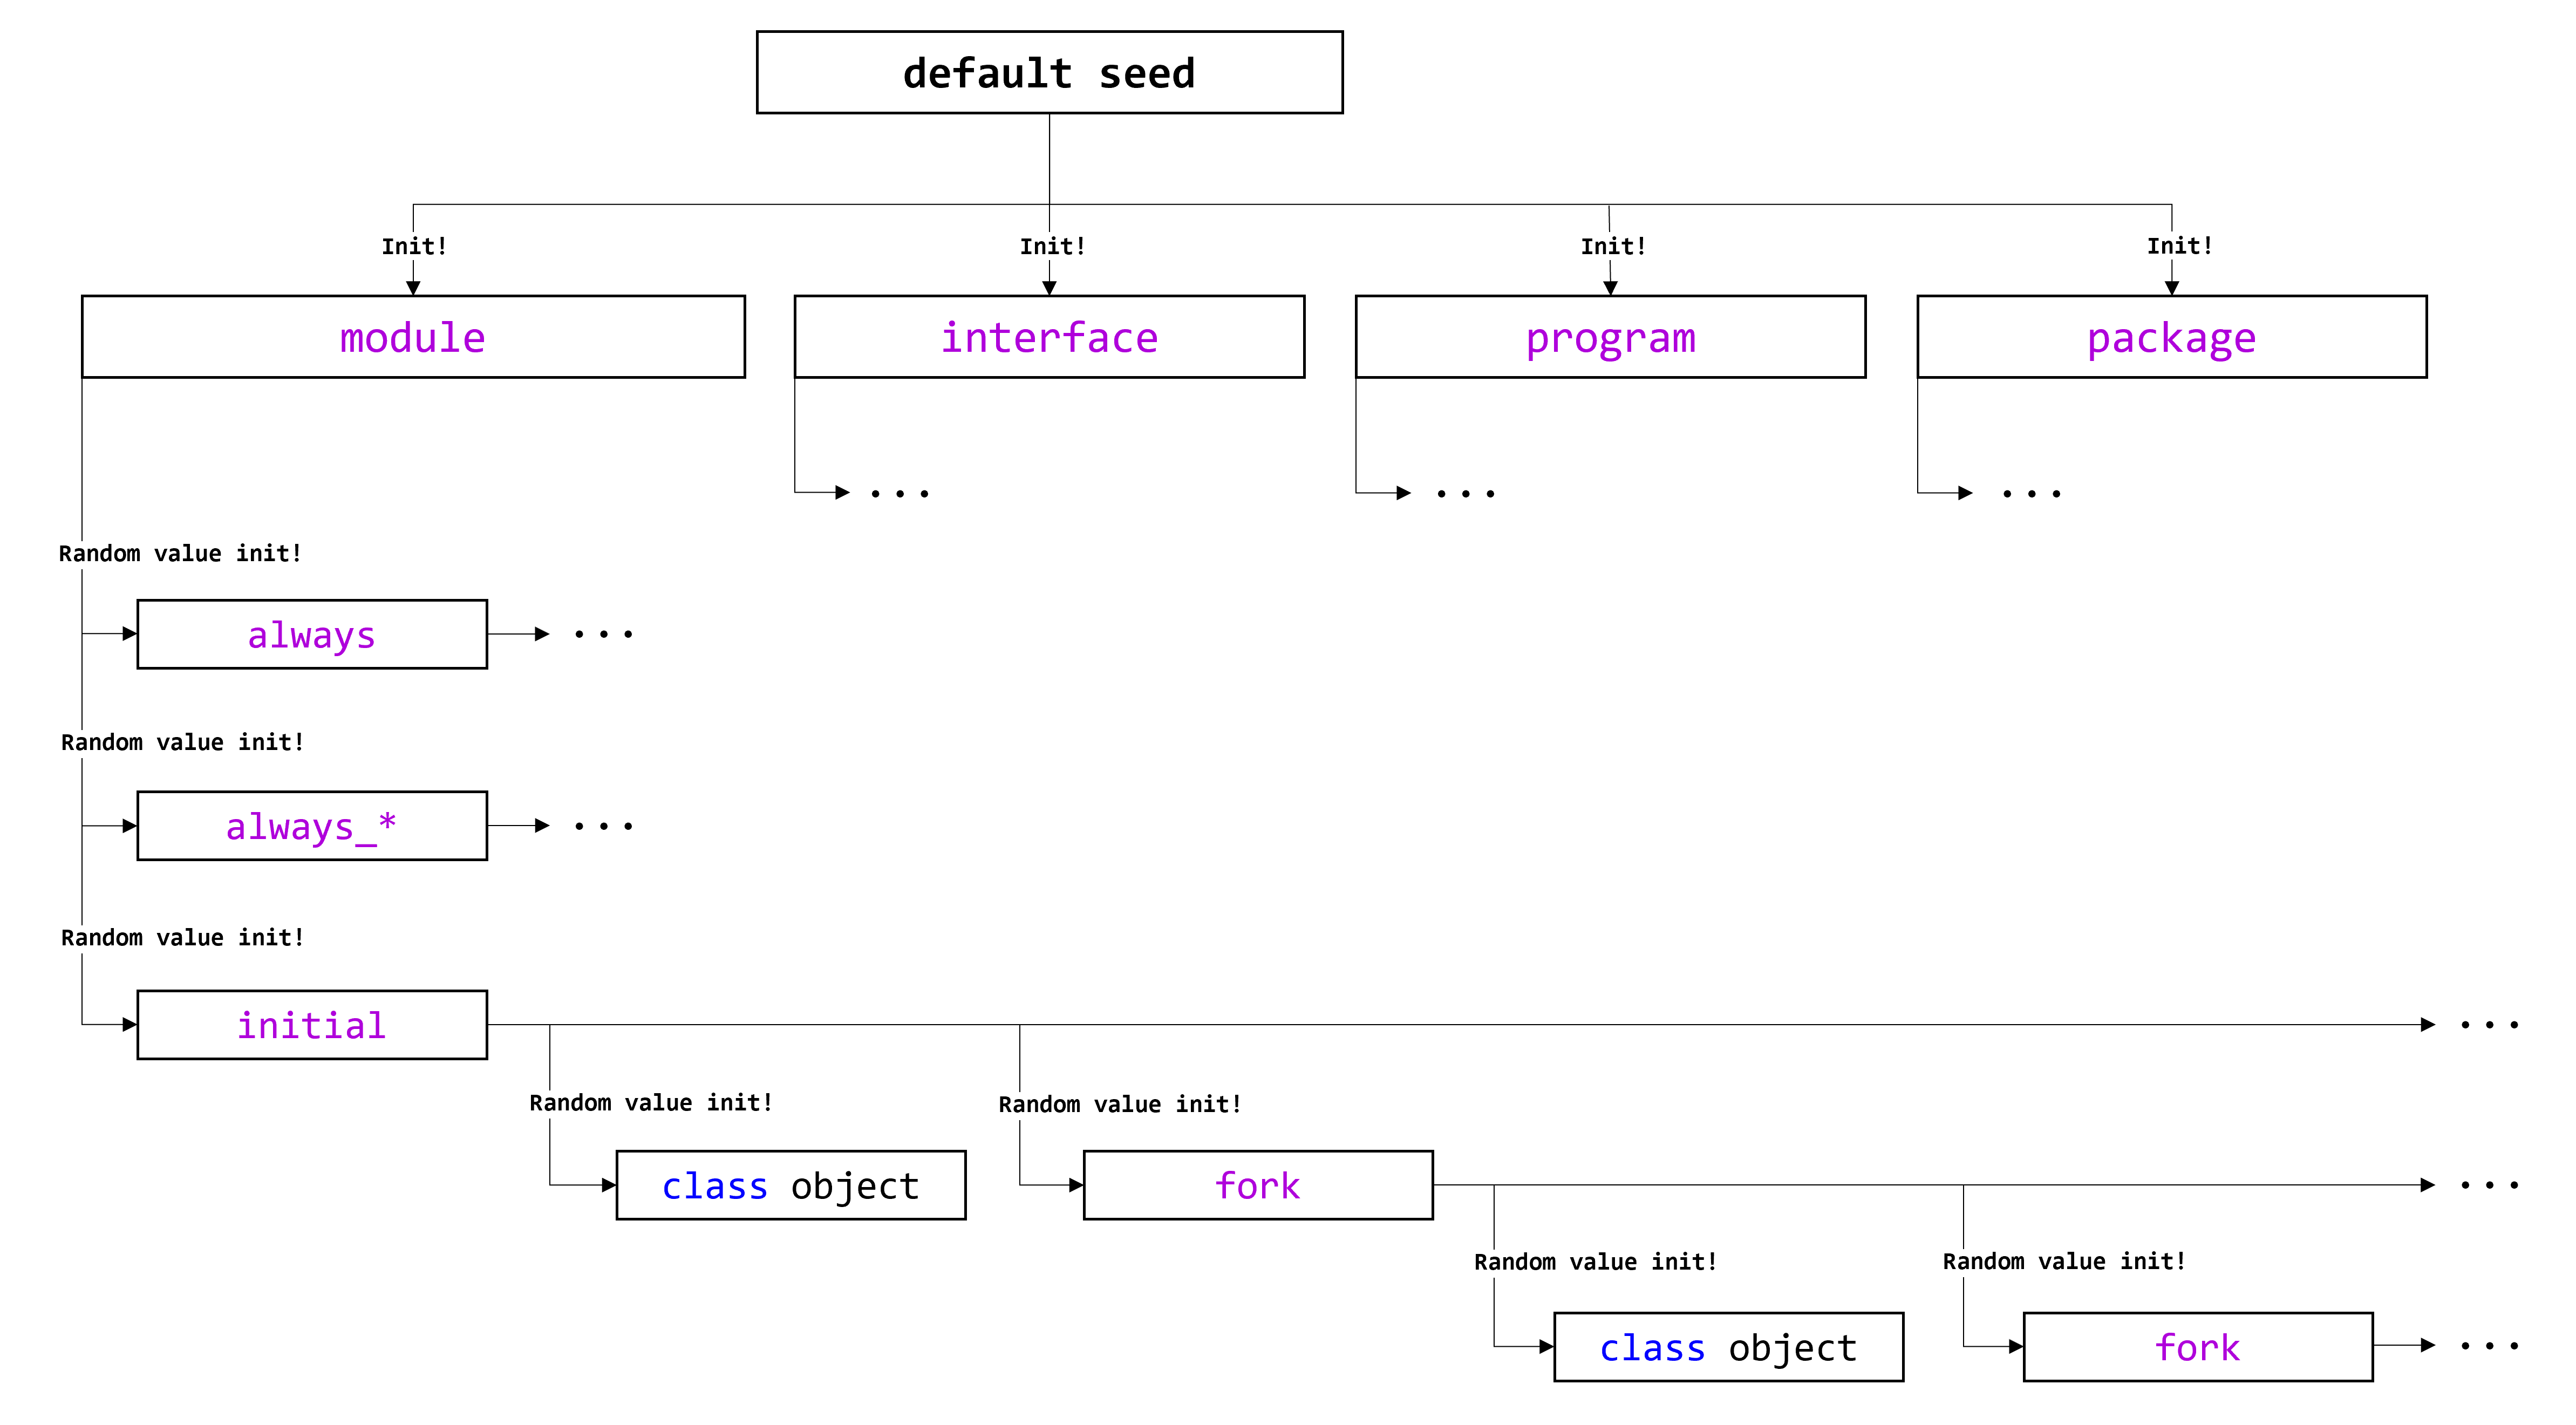 default seed
Init!
Init!
Init!
Init!
module
interface
program
package
...
...
...
Random value init!
always
...
Random value init!
always_*
...
Random value init!
initial
...
Random value init!
Random value init!
class object
fork
...
Random value init!
Random value init!
class object
fork
...